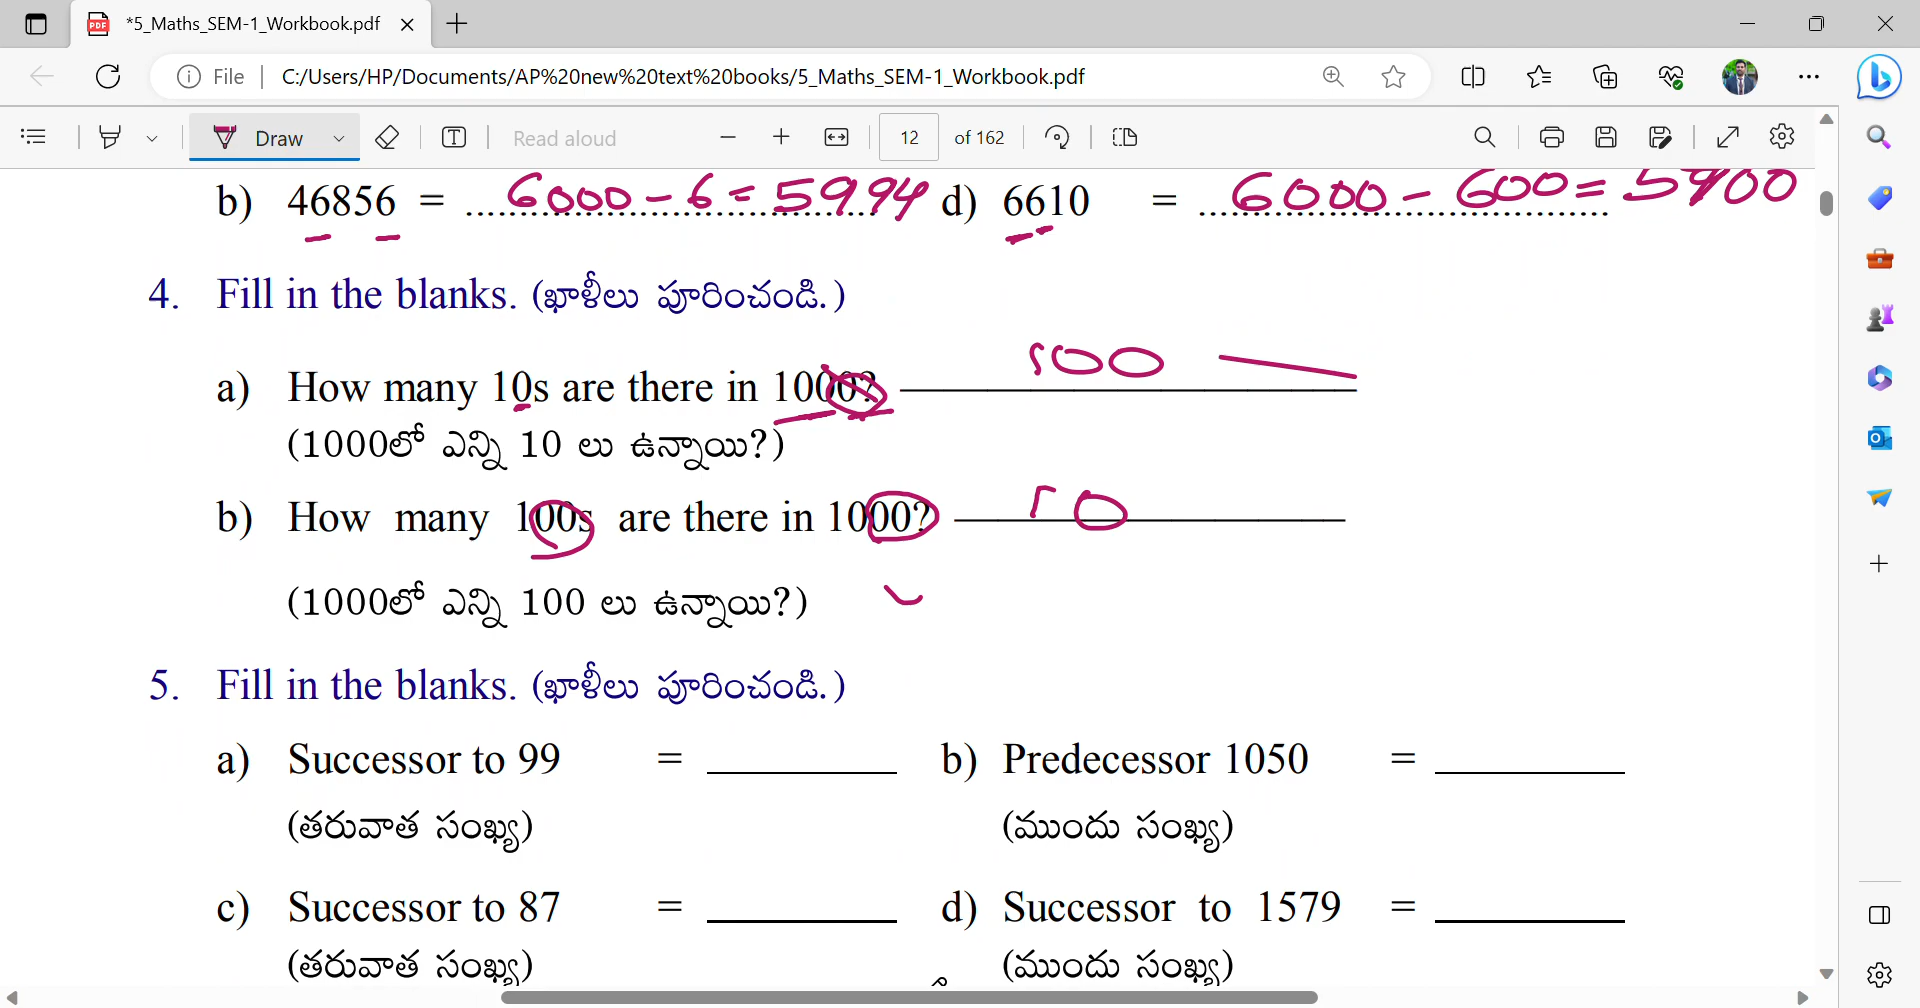 *5_Maths_SEM-1_Workbook.pdf
File C:/Users/HP/Documents/AP%20new%20text%20books/5_Maths_SEM-1_Workbook.pdf
Draw Read aloud 12 of 162
b) 46856 = 6000 - 6 = 5994 d) 6610 = 6000 - 600 = 5400
4. Fill in the blanks. (ఖాళీలు పూరించండి.)
a) How many 10s are there in 1000? 100
(1000లో ఎన్ని 10 లు ఉన్నాయి?)
b) How many 100s are there in 1000? 10
(1000లో ఎన్ని 100 లు ఉన్నాయి?)
5. Fill in the blanks. (ఖాళీలు పూరించండి.)
a) Successor to 99 = b) Predecessor 1050 =
(తరువాత సంఖ్య) (ముందు సంఖ్య)
c) Successor to 87 = d) Successor to 1579 =
(తరువాత సంఖ్య) (ముందు సంఖ్య)